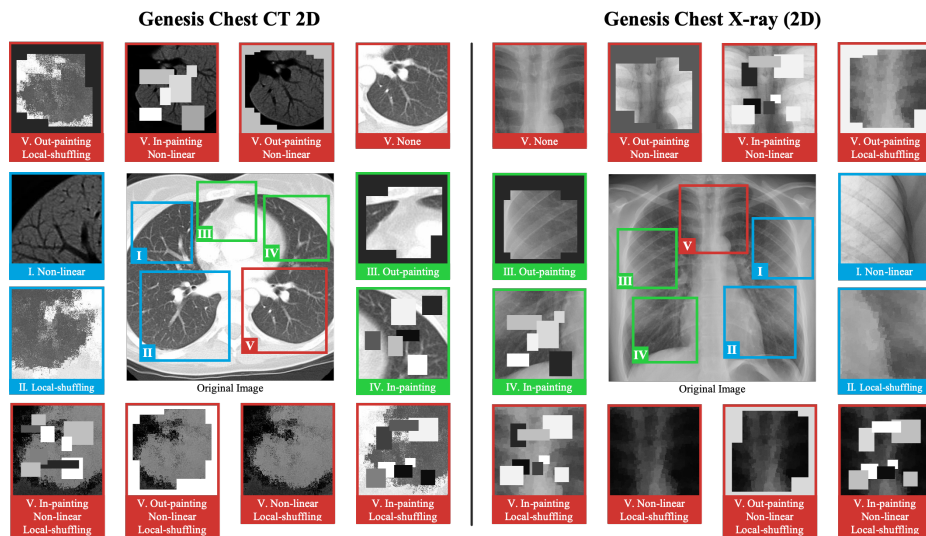 Genesis Chest CT 2D
V. Out-painting
Local-shuffling
V. In-painting
Non-linear
V. Out-painting
Non-linear
V. None
I. Non-linear
I
III
IV
II
V
Original Image
III. Out-painting
II. Local-shuffling
IV. In-painting
V. In-painting
Non-linear
Local-shuffling
V. Out-painting
Non-linear
Local-shuffling
V. Non-linear
Local-shuffling
V. In-painting
Local-shuffling
Genesis Chest X-ray (2D)
V. None
V. Out-painting
Non-linear
V. In-painting
Non-linear
V. Out-painting
Local-shuffling
III. Out-painting
V
III
I
IV
II
Original Image
I. Non-linear
IV. In-painting
II. Local-shuffling
V. In-painting
Local-shuffling
V. Non-linear
Local-shuffling
V. Out-painting
Non-linear
Local-shuffling
V. In-painting
Non-linear
Local-shuffling